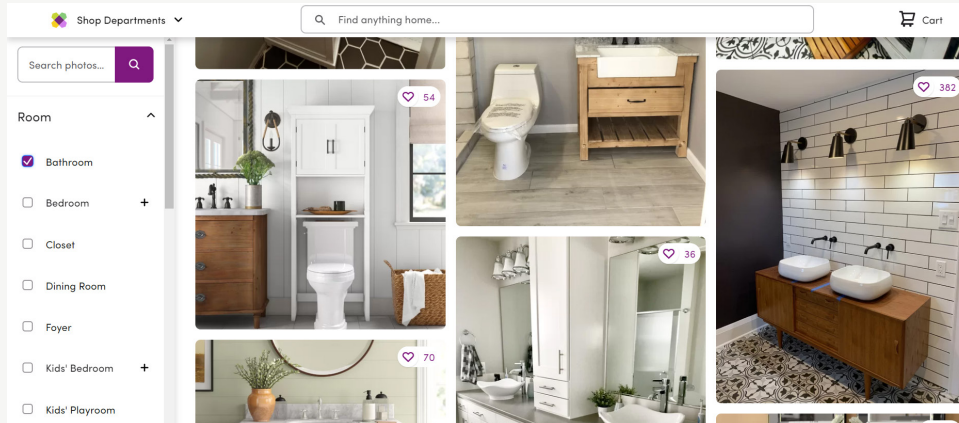 Shop Departments
Find anything home...
Cart
Search photos...
Room
Bathroom
Bedroom
Closet
Dining Room
Foyer
Kids' Bedroom
Kids' Playroom
54
382
36
70